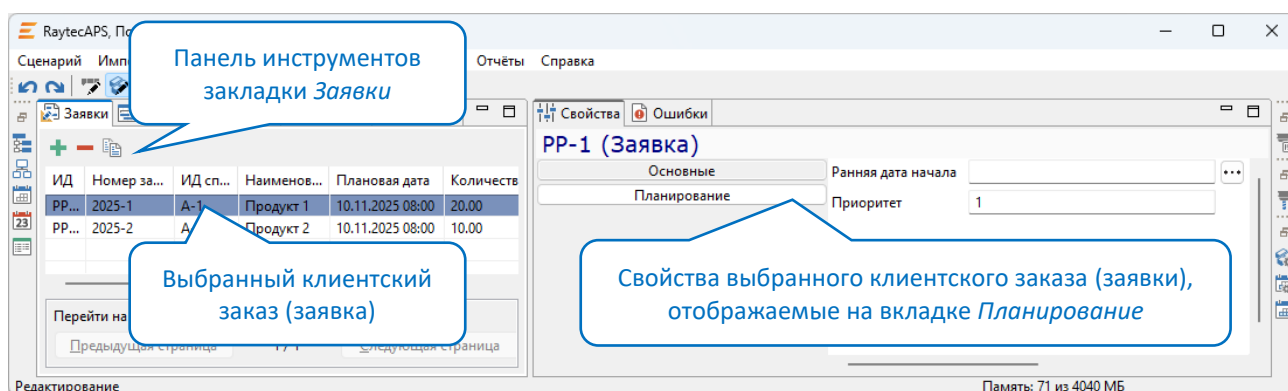 RaytecAPS, По
Сценарий Импо Отчёты Справка
Панель инструментов
закладки Заявки
Заявки
Свойства Ошибки
PP-1 (Заявка)
Основные Ранняя дата начала ...
Планирование Приоритет 1
ИД Номер за... ИД сп... Наименов... Плановая дата Количеств
PP... 2025-1 A-1 Продукт 1 10.11.2025 08:00 20.00
PP... 2025-2 A Продукт 2 10.11.2025 08:00 10.00
23
Выбранный клиентский
заказ (заявка)
Свойства выбранного клиентского заказа (заявки),
отображаемые на вкладке Планирование
Перейти на
Предыдущая страница Следующая страница
Редактирование Память: 71 из 4040 МБ